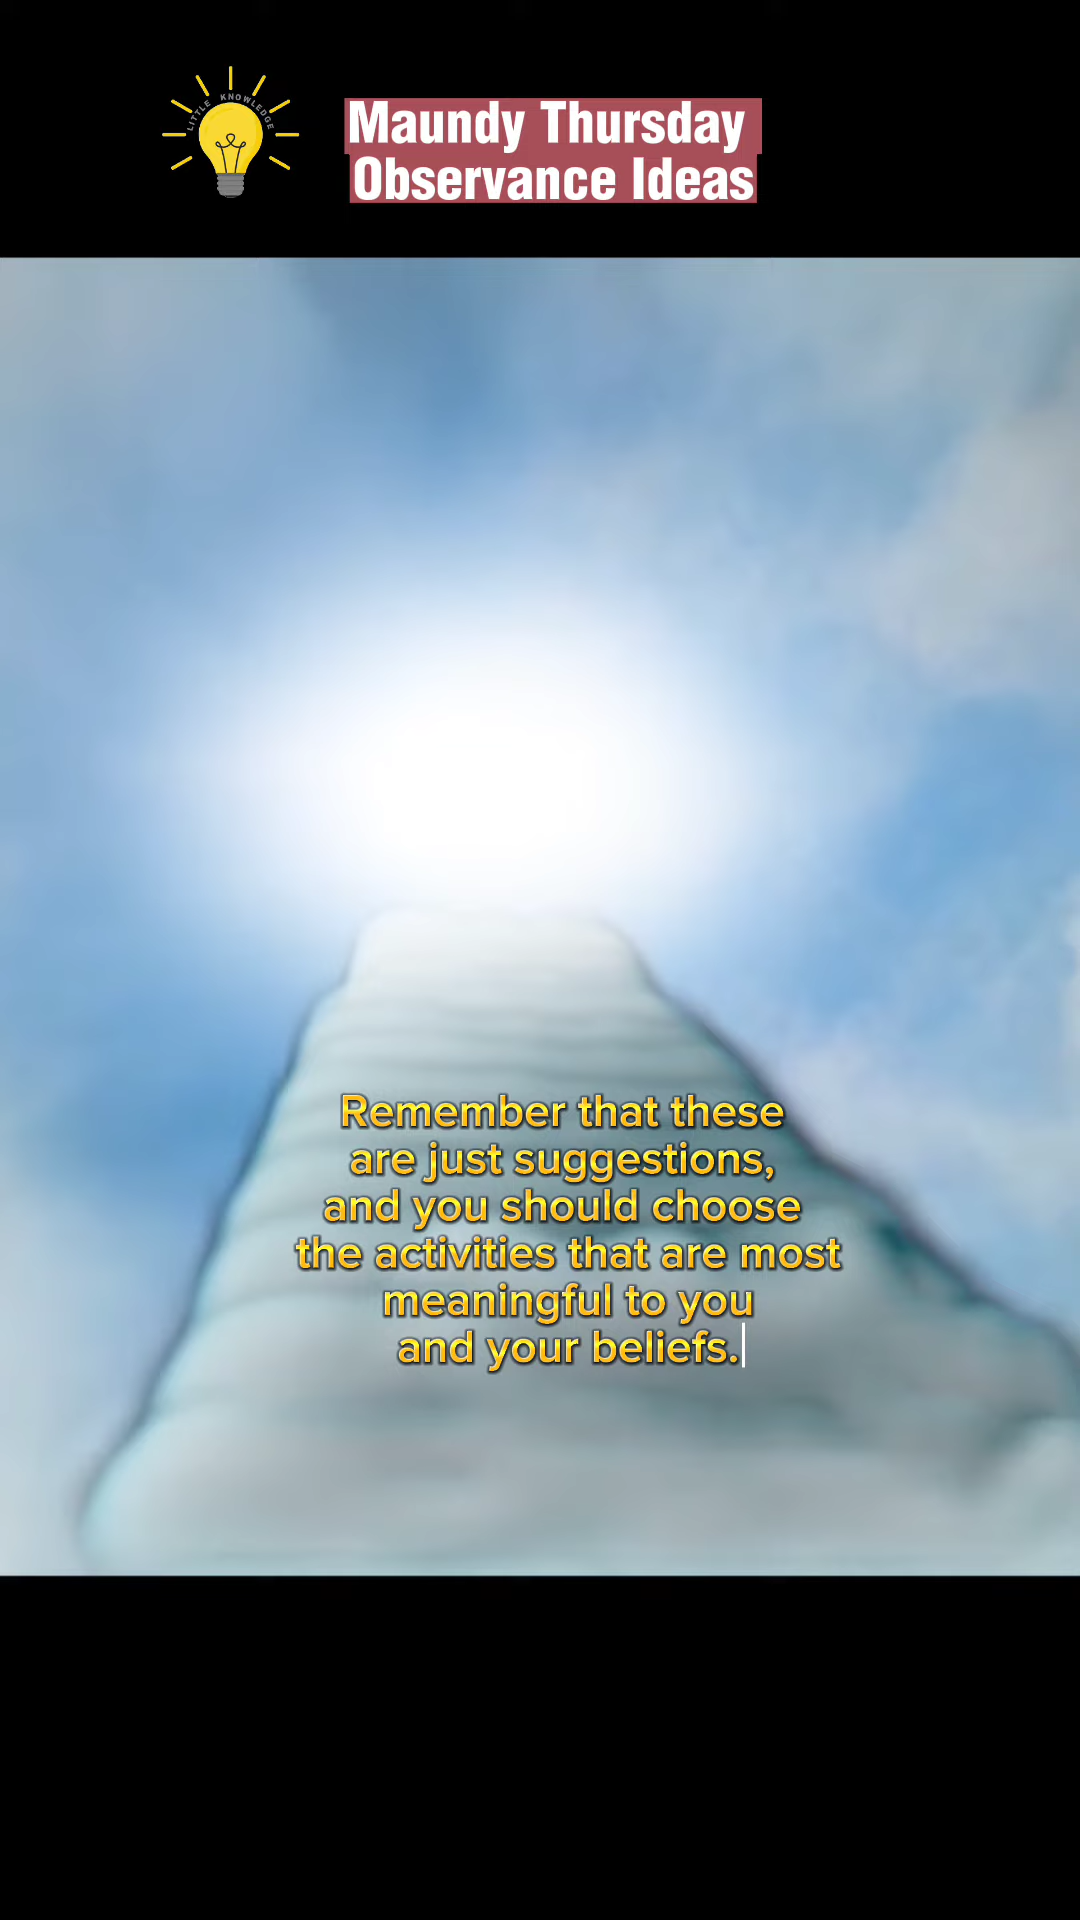 LITTLE KNOWLEDGE
Maundy Thursday
Observance Ideas
Remember that these
are just suggestions,
and you should choose
the activities that are most
meaningful to you
and your beliefs.